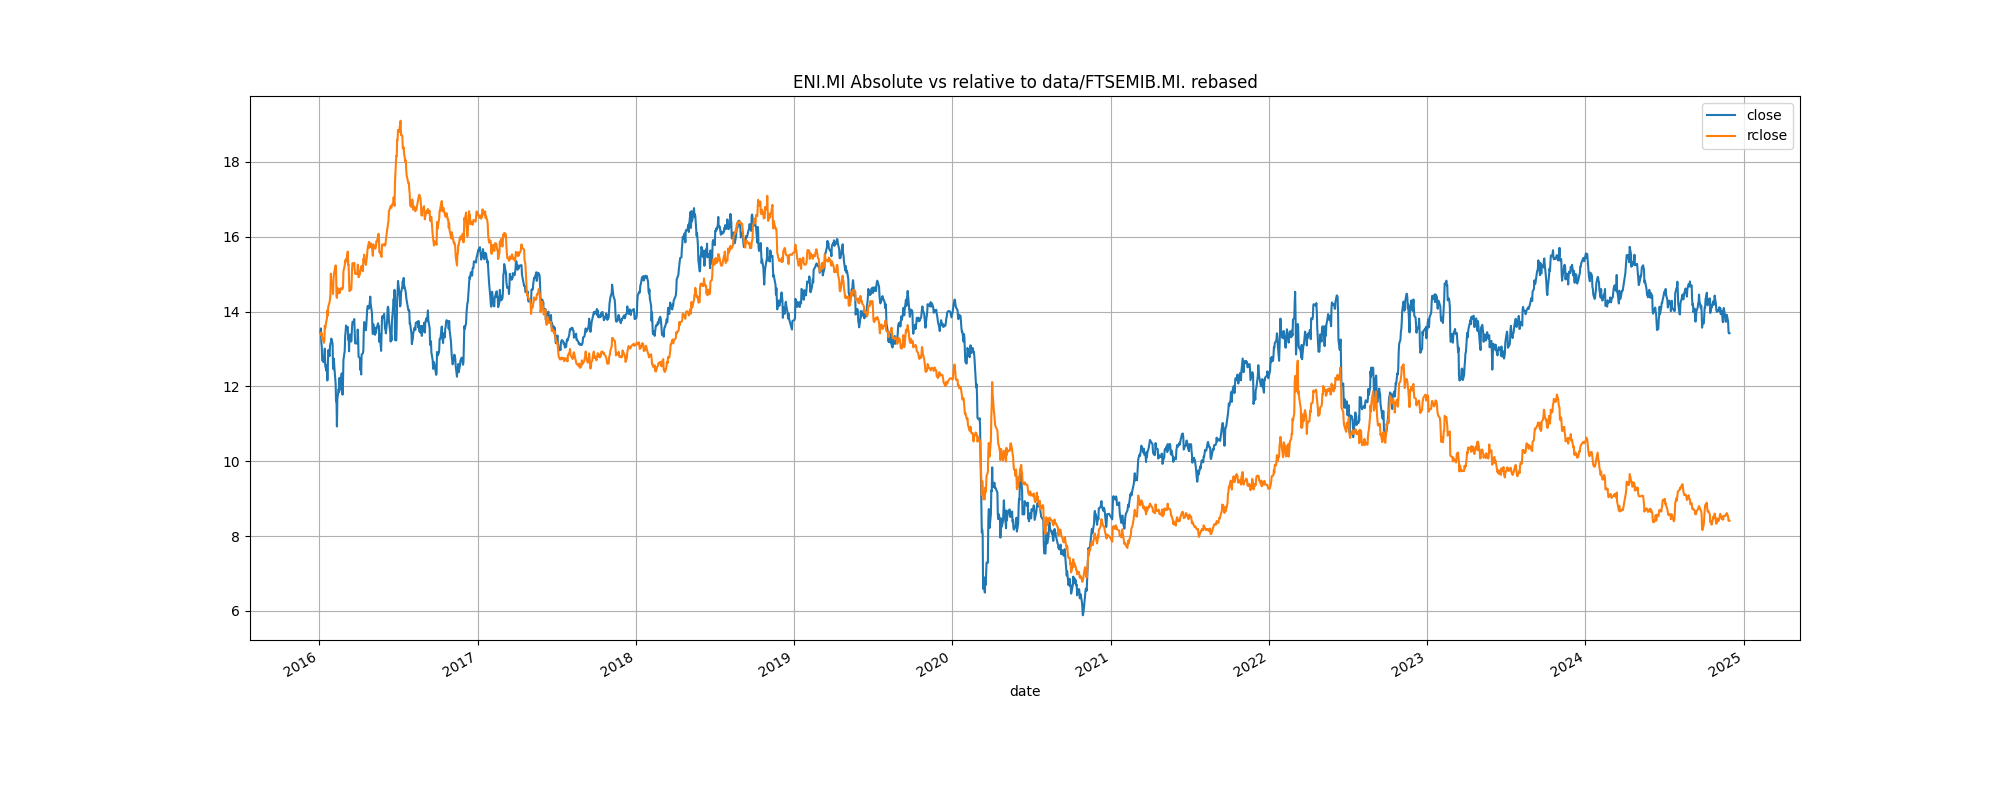 ENI.MI Absolute vs relative to data/FTSEMIB.MI. rebased
close
rclose
18
16
14
12
10
8
6
2016 2017 2018 2019 2020 2021 2022 2023 2024 2025
date